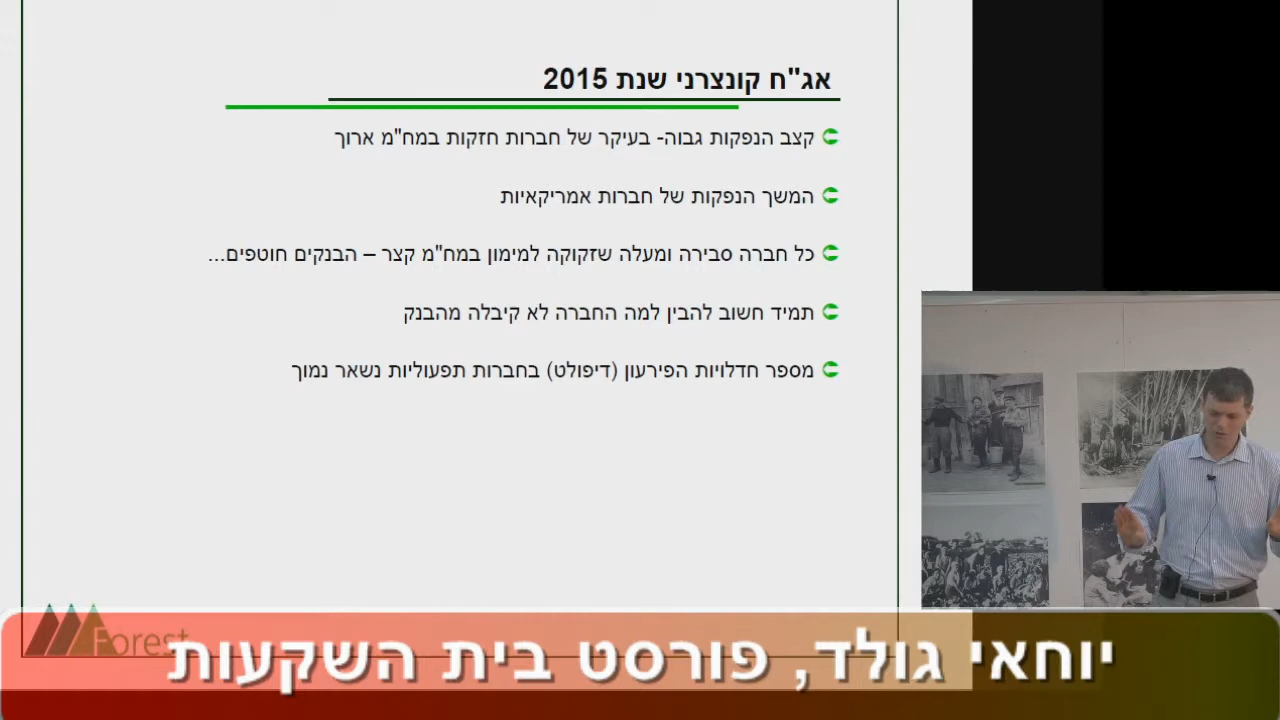 אג"ח קונצרני שנת 2015
קצב הנפקות גבוה- בעיקר של חברות חזקות במח"מ ארוך
המשך הנפקות של חברות אמריקאיות
כל חברה סבירה ומעלה שזקוקה למימון במח"מ קצר – הבנקים חוטפים...
תמיד חשוב להבין למה החברה לא קיבלה מהבנק
מספר חדלויות הפירעון (דיפולט) בחברות תפעוליות נשאר נמוך
Forest
יוחאי גולד, פורסט בית השקעות